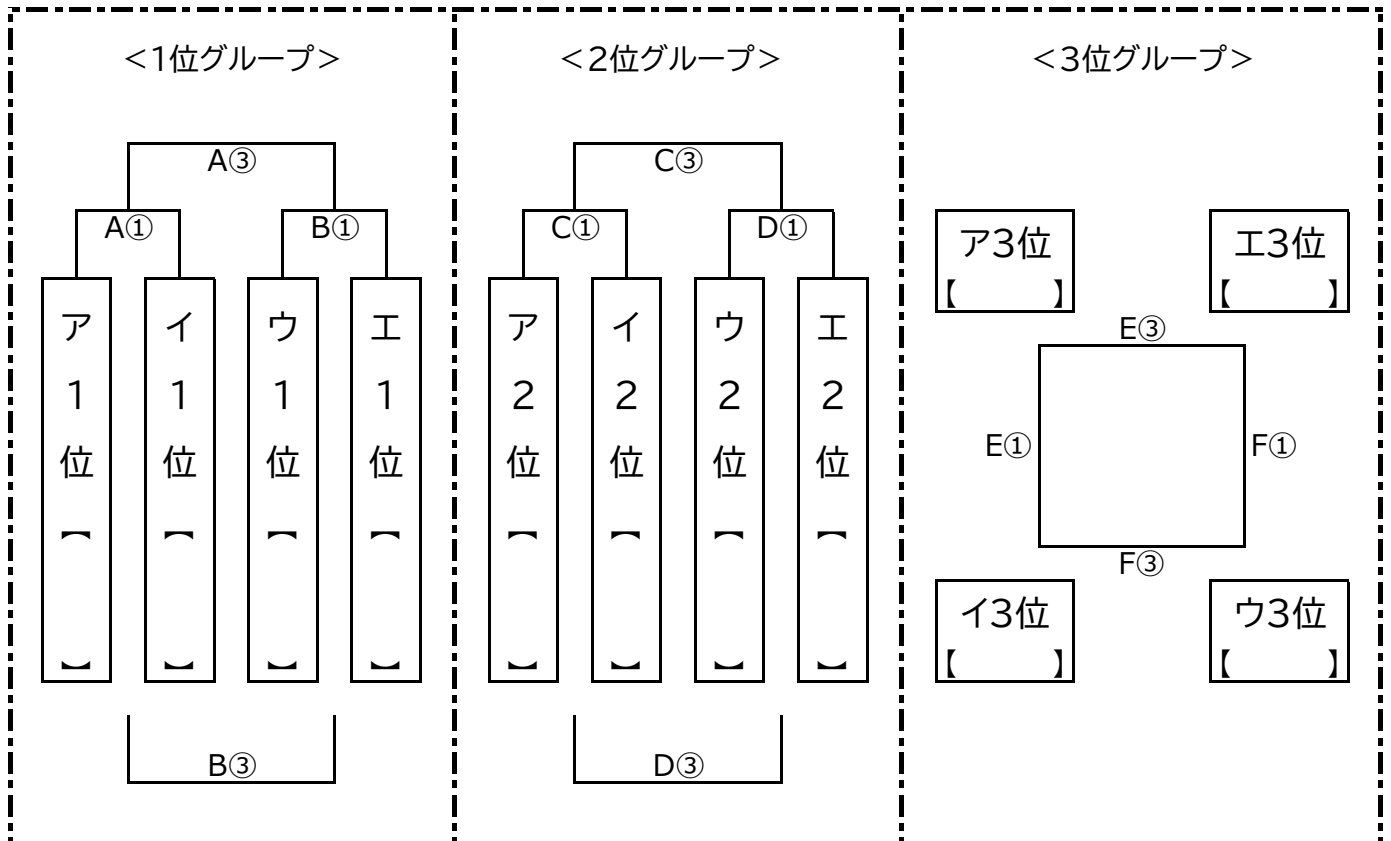 <1位グループ>
A③
A①
B①
ア1位【 】
イ1位【 】
ウ1位【 】
エ1位【 】
B③
<2位グループ>
C③
C①
D①
ア2位【 】
イ2位【 】
ウ2位【 】
エ2位【 】
D③
<3位グループ>
ア3位
【 】
エ3位
【 】
E③
E①
F①
F③
イ3位
【 】
ウ3位
【 】